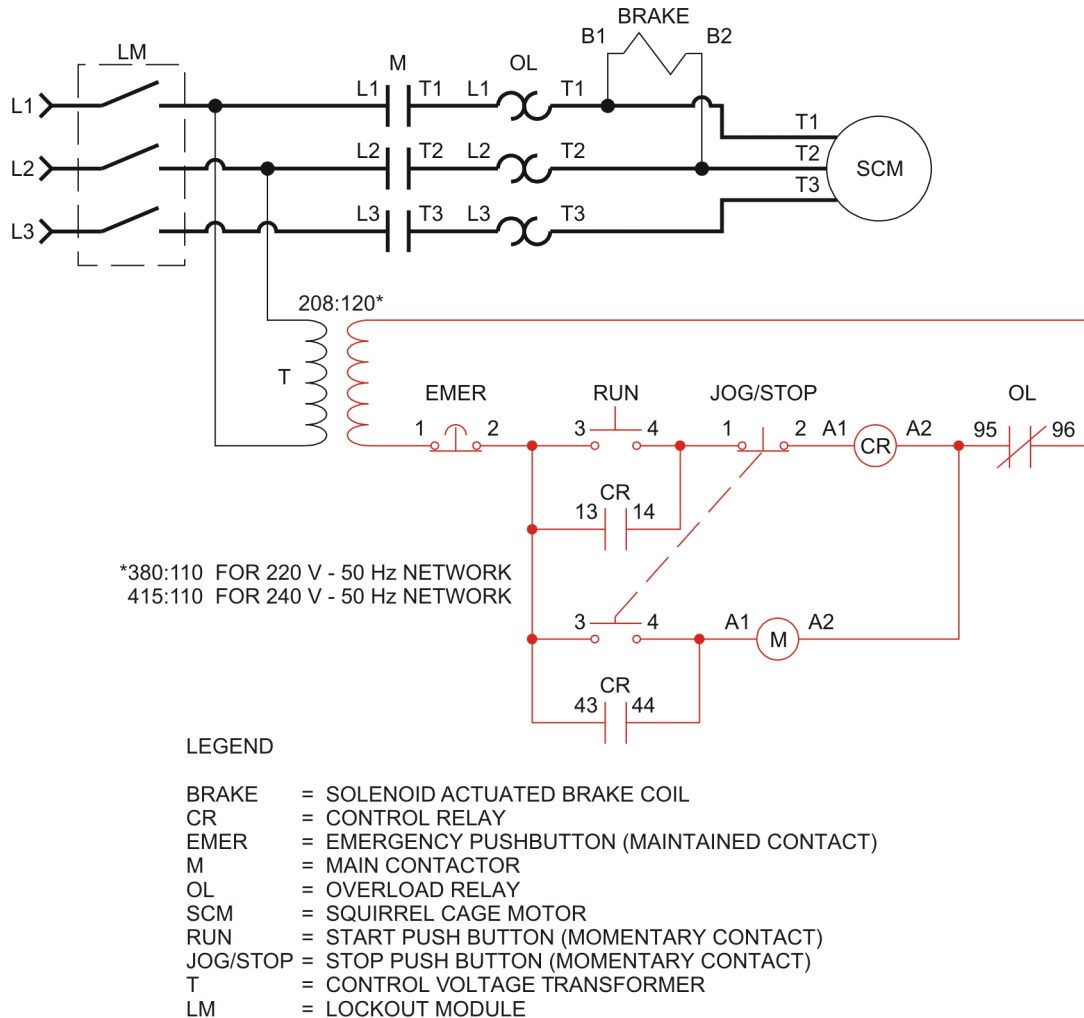 BRAKE
B1 B2
LM
M OL
L1 L1 T1 L1 T1 T1
L2 L2 T2 L2 T2 T2
L3 L3 T3 L3 T3 T3
SCM
208:120*
T
EMER RUN JOG/STOP OL
1 2 3 4 1 2 A1 CR A2 95 96
CR
13 14
*380:110 FOR 220 V - 50 Hz NETWORK
415:110 FOR 240 V - 50 Hz NETWORK
3 4 A1 M A2
CR
43 44
LEGEND
BRAKE = SOLENOID ACTUATED BRAKE COIL
CR = CONTROL RELAY
EMER = EMERGENCY PUSHBUTTON (MAINTAINED CONTACT)
M = MAIN CONTACTOR
OL = OVERLOAD RELAY
SCM = SQUIRREL CAGE MOTOR
RUN = START PUSH BUTTON (MOMENTARY CONTACT)
JOG/STOP = STOP PUSH BUTTON (MOMENTARY CONTACT)
T = CONTROL VOLTAGE TRANSFORMER
LM = LOCKOUT MODULE